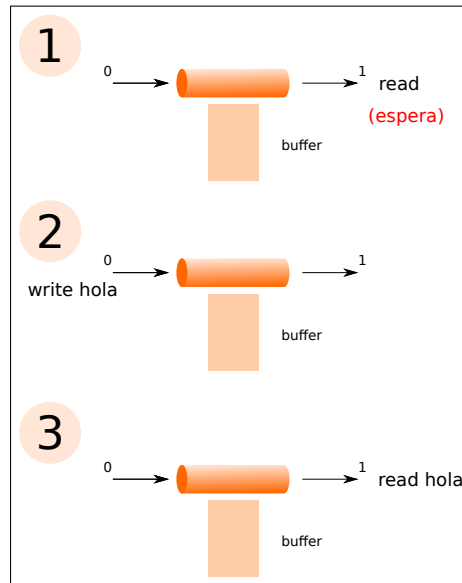 1
0
1
read
(espera)
buffer
2
0
1
write hola
buffer
3
0
1
read hola
buffer